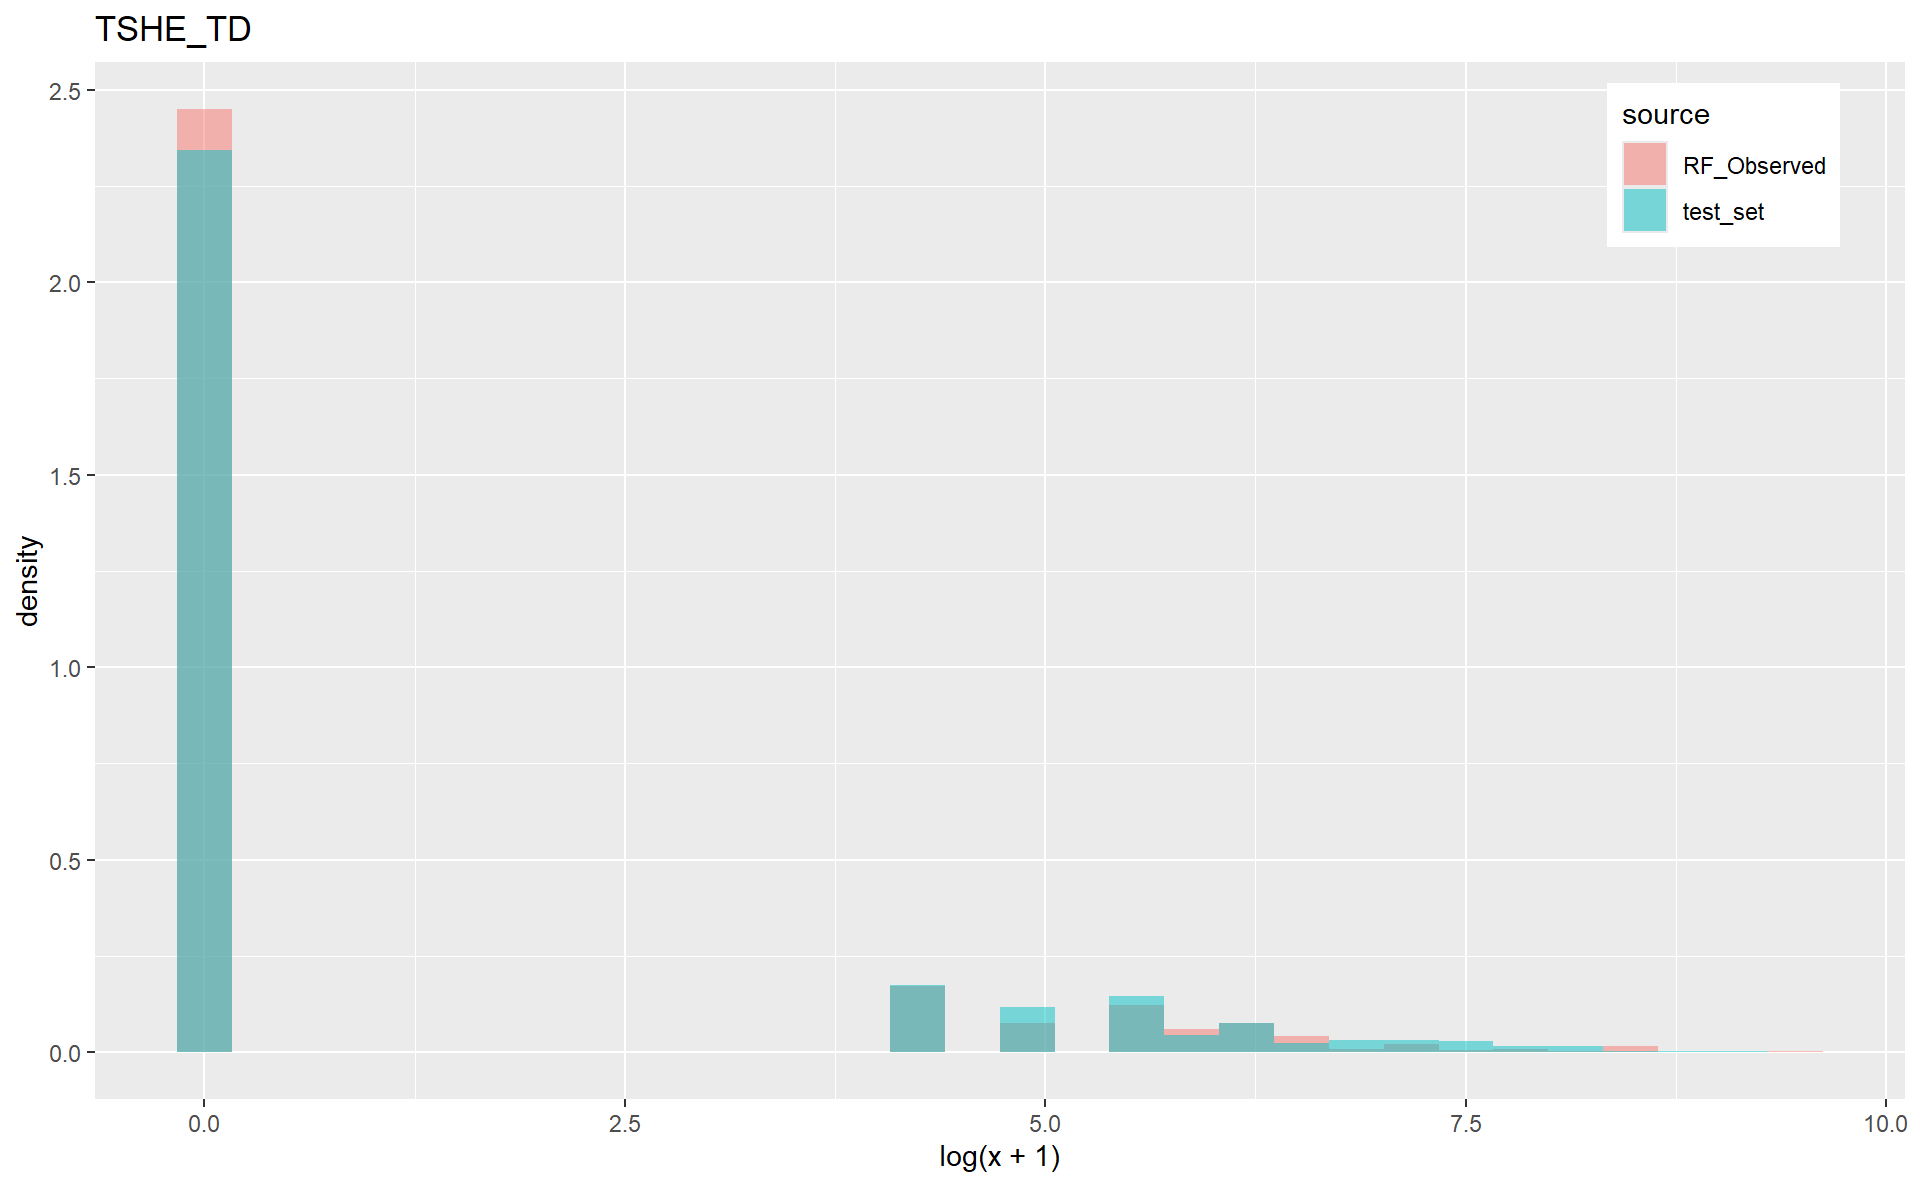 TSHE_TD
2.5
2.0
1.5
1.0
0.5
0.0
density
source
RF_Observed
test_set
0.0 2.5 5.0 7.5 10.0
log(x + 1)